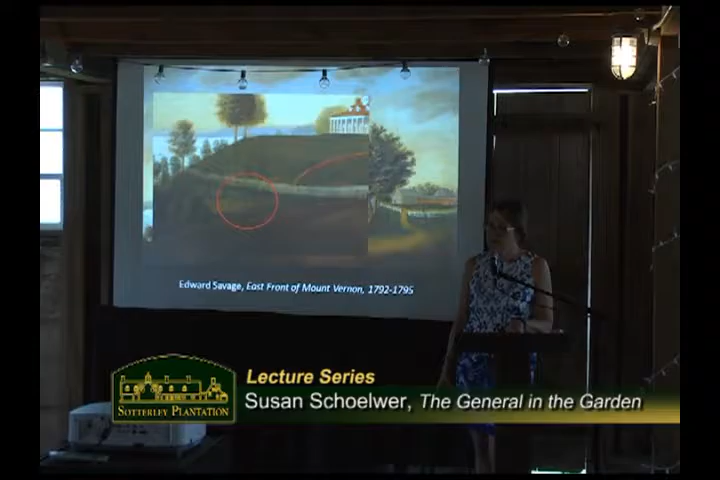 Edward Savage, East Front of Mount Vernon, 1792-1795
Lecture Series
Susan Schoelwer, The General in the Garden
SOTTERLEY PLANTATION